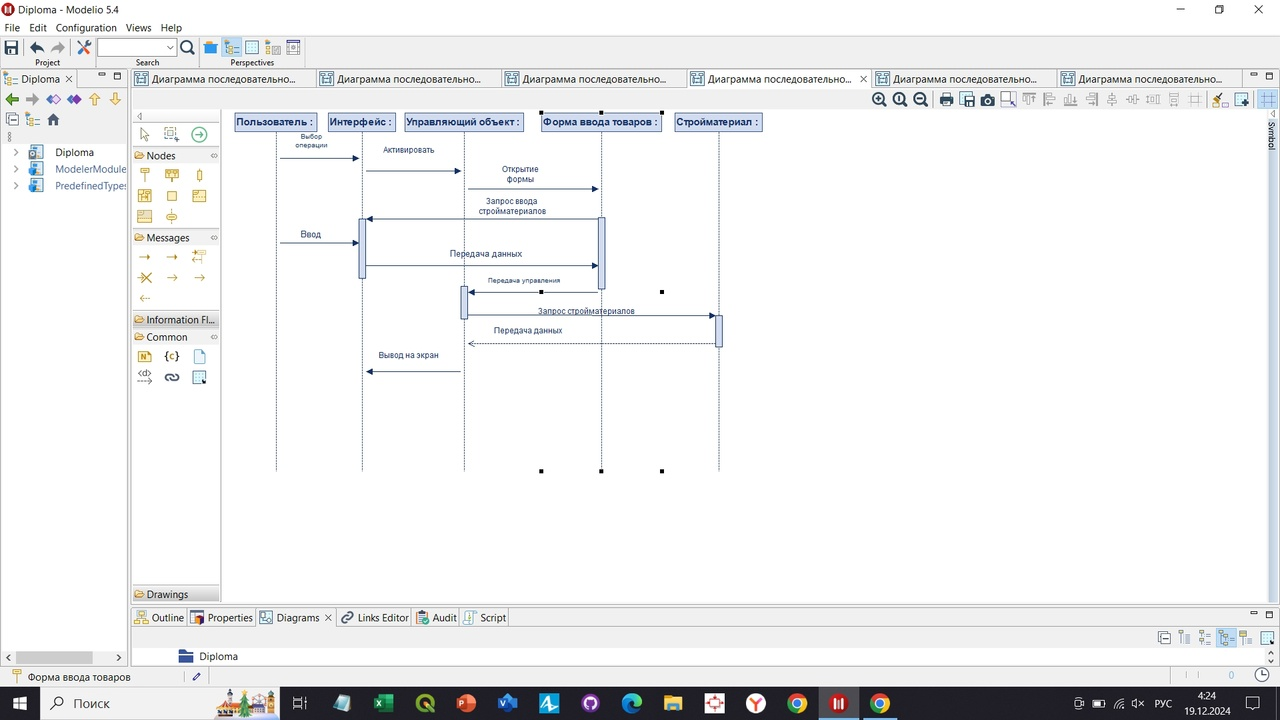 Diploma - Modelio 5.4
File Edit Configuration Views Help
Project Search Perspectives
Diploma
Диаграмма последовательно...
Диаграмма последовательно...
Диаграмма последовательно...
Диаграмма последовательно...
Диаграмма последовательно...
Диаграмма последовательно...
Diploma
ModelerModule
PredefinedTypes
Nodes
Messages
Information Fl...
Common
N
{c}
<d>
Drawings
Symbol
Пользователь :
Интерфейс :
Управляющий объект :
Форма ввода товаров :
Стройматериал :
Выбор
операции
Активировать
Открытие
формы
Запрос ввода
стройматериалов
Ввод
Передача данных
Передача управления
Запрос стройматериалов
Передача данных
Вывод на экран
Outline Properties Diagrams Links Editor Audit Script
Diploma
Форма ввода товаров
0
Поиск
РУС
4:24
19.12.2024